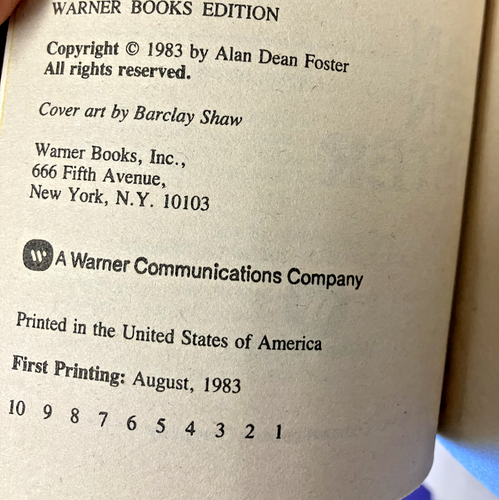 WARNER BOOKS EDITION
Copyright © 1983 by Alan Dean Foster
All rights reserved.
Cover art by Barclay Shaw
Warner Books, Inc.,
666 Fifth Avenue,
New York, N.Y. 10103
W A Warner Communications Company
Printed in the United States of America
First Printing: August, 1983
10 9 8 7 6 5 4 3 2 1